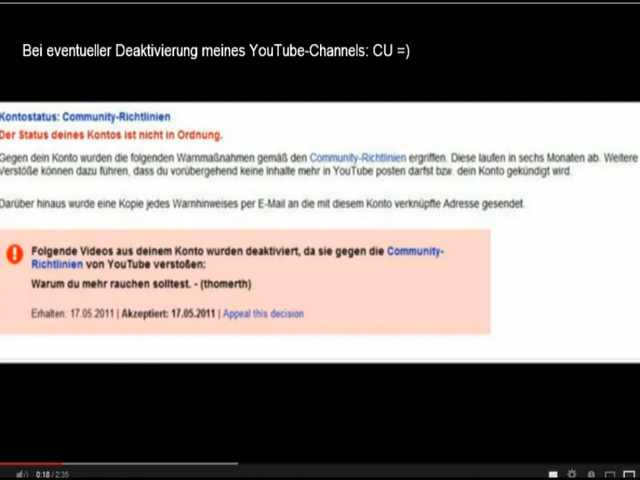 Bei eventueller Deaktivierung meines YouTube-Channels: CU =)
Kontostatus: Community-Richtlinien
Der Status deines Kontos ist nicht in Ordnung.
Gegen dein Konto wurden die folgenden Warnmaßnahmen gemäß den Community-Richtlinien ergriffen. Diese laufen in sechs Monaten ab. Weitere
Verstöße können dazu führen, dass du vorübergehend keine Inhalte mehr in YouTube posten darfst bzw. dein Konto gekündigt wird.
Darüber hinaus wurde eine Kopie jedes Warnhinweises per E-Mail an die mit diesem Konto verknüpfte Adresse gesendet.
Folgende Videos aus deinem Konto wurden deaktiviert, da sie gegen die Community-
Richtlinien von YouTube verstoßen:
Warum du mehr rauchen solltest. - (thomerth)
Erhalten: 17.05.2011 | Akzeptiert: 17.05.2011 | Appeal this decision
0:18 / 2:35